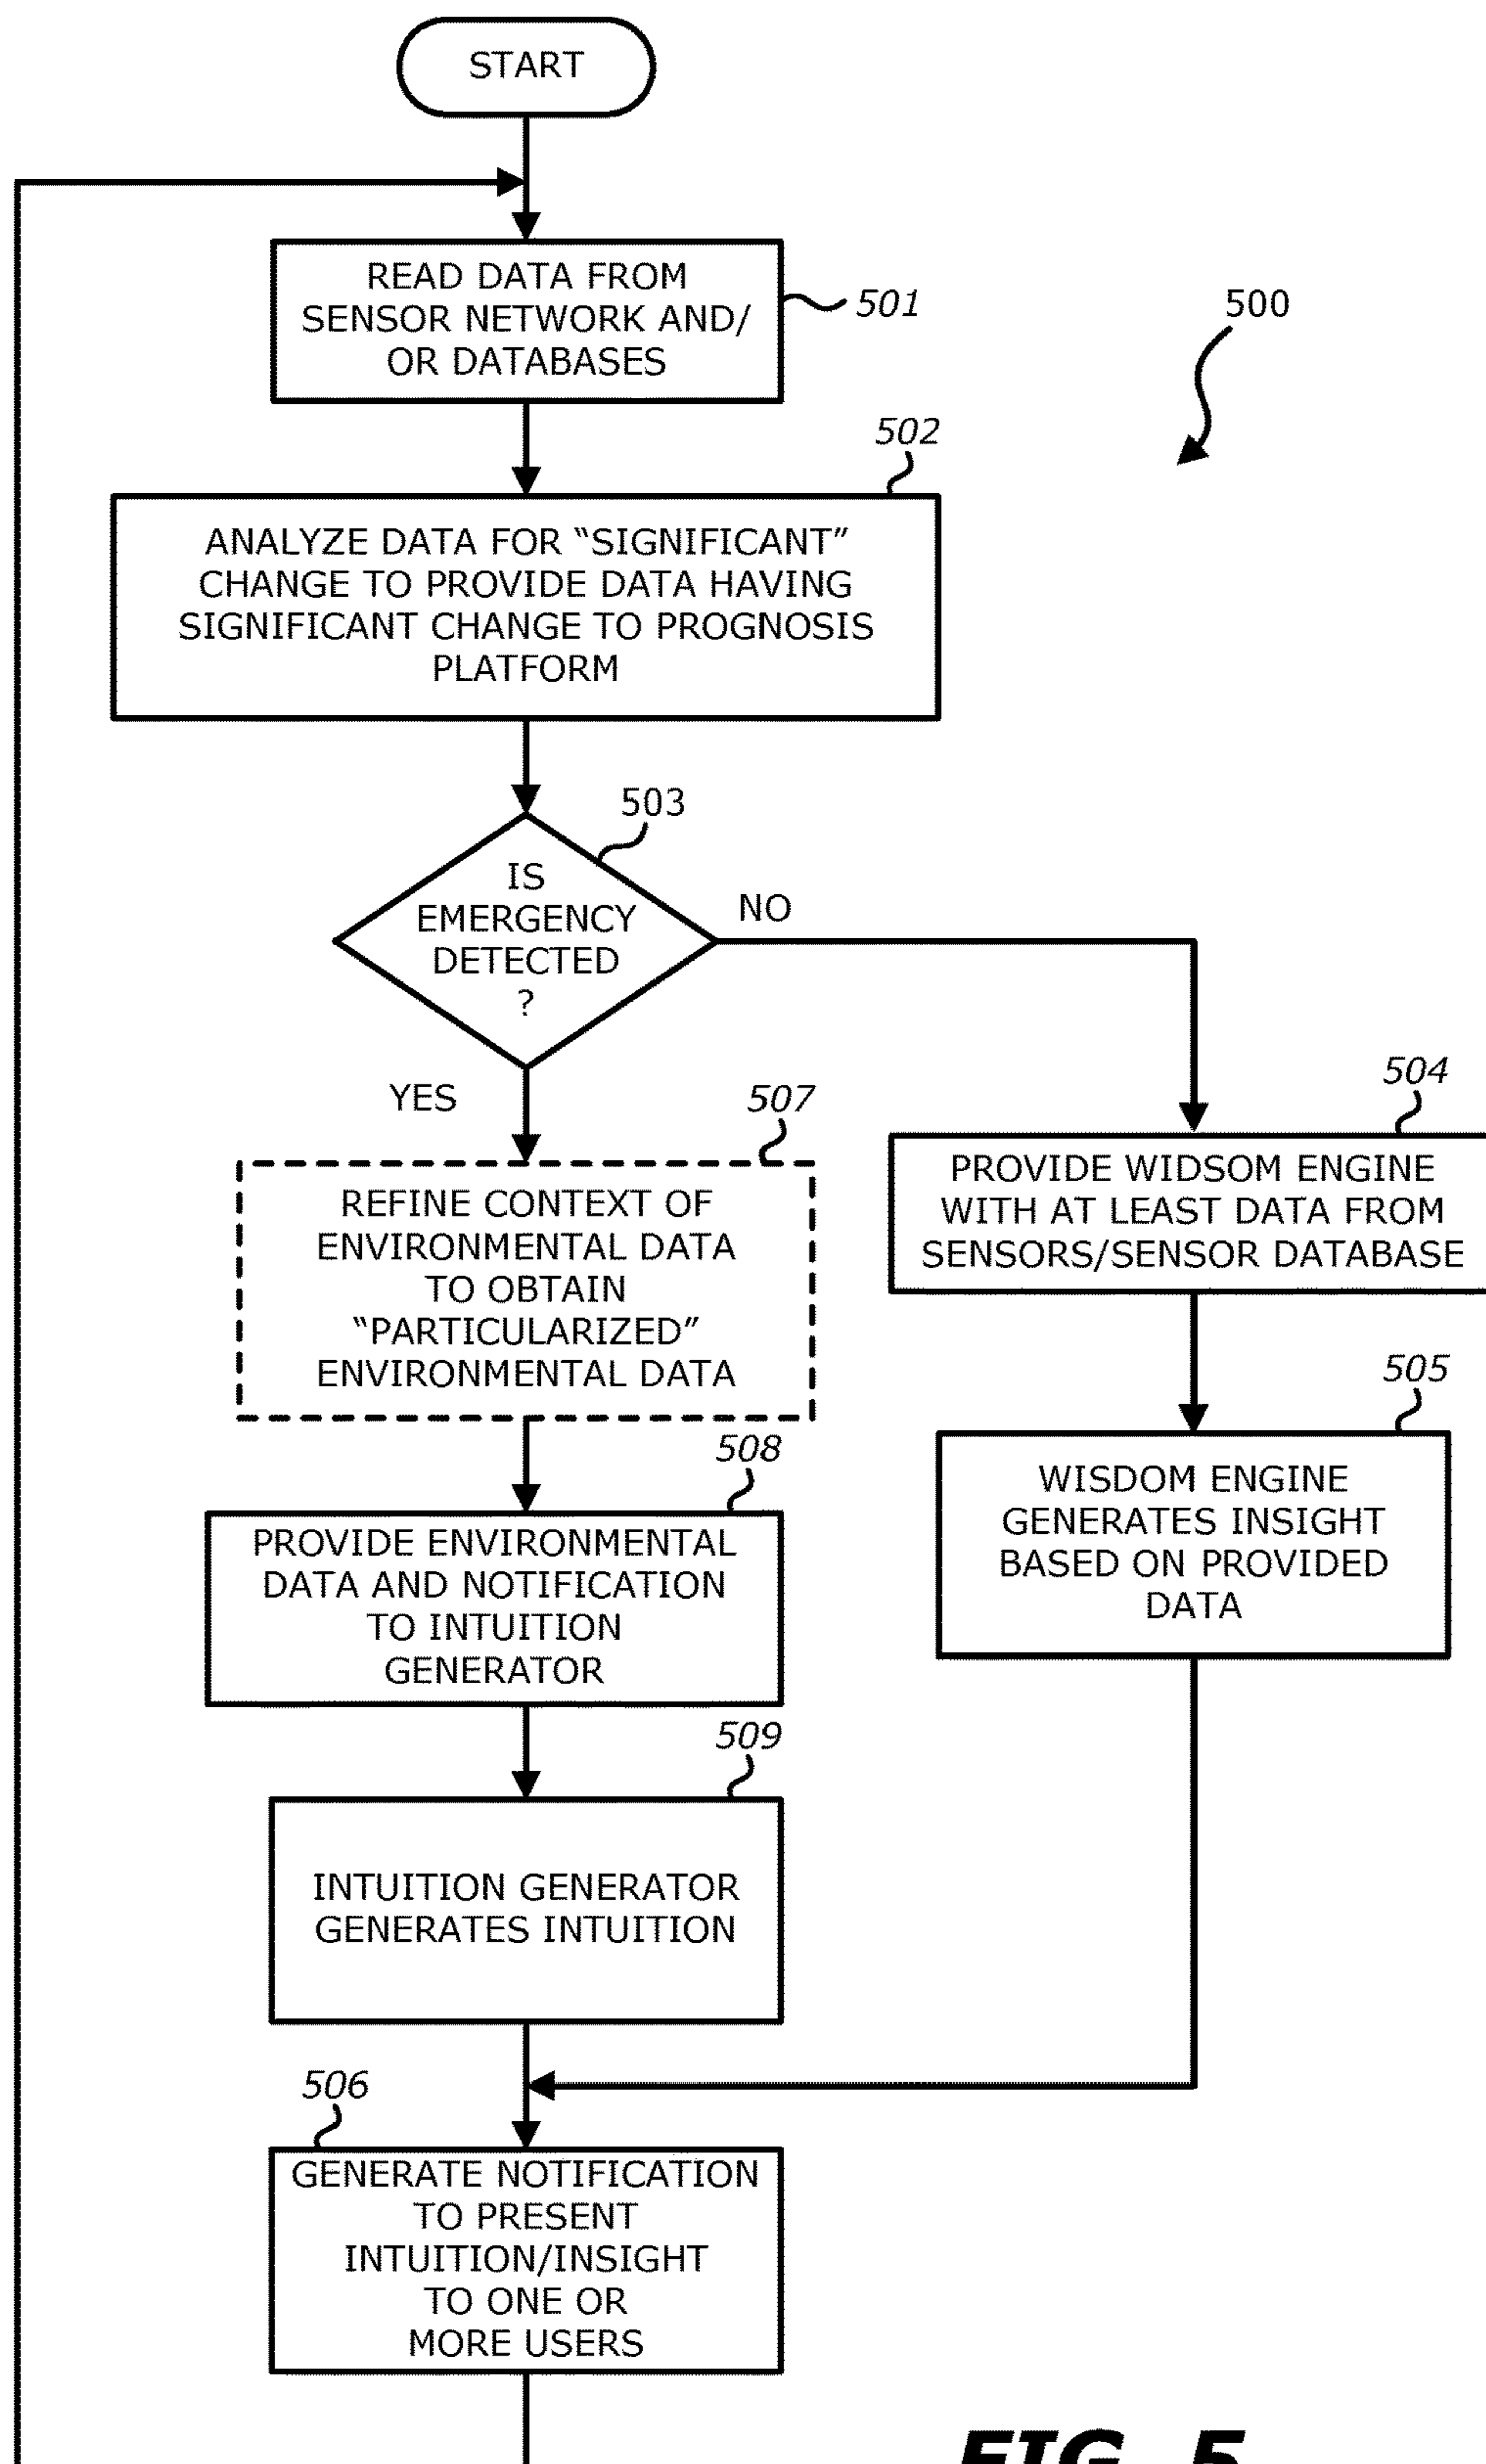 START
READ DATA FROM
SENSOR NETWORK AND/
OR DATABASES
501
500
502
ANALYZE DATA FOR “SIGNIFICANT”
CHANGE TO PROVIDE DATA HAVING
SIGNIFICANT CHANGE TO PROGNOSIS
PLATFORM
503
IS
EMERGENCY
DETECTED
?
NO
YES
507
REFINE CONTEXT OF
ENVIRONMENTAL DATA
TO OBTAIN
“PARTICULARIZED”
ENVIRONMENTAL DATA
504
PROVIDE WIDSOM ENGINE
WITH AT LEAST DATA FROM
SENSORS/SENSOR DATABASE
505
WISDOM ENGINE
GENERATES INSIGHT
BASED ON PROVIDED
DATA
508
PROVIDE ENVIRONMENTAL
DATA AND NOTIFICATION
TO INTUITION
GENERATOR
509
INTUITION GENERATOR
GENERATES INTUITION
506
GENERATE NOTIFICATION
TO PRESENT
INTUITION/INSIGHT
TO ONE OR
MORE USERS
FIG. 5